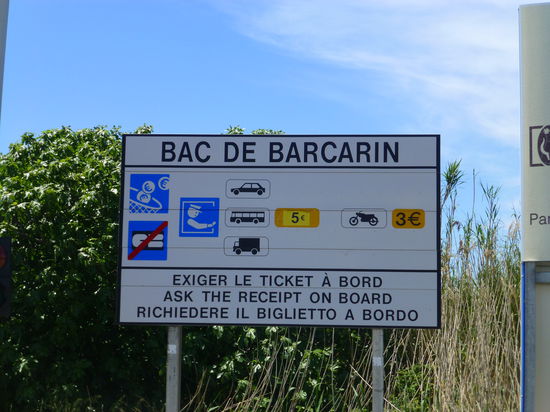 BAC DE BARCARIN
5€
3€
EXIGER LE TICKET À BORD
ASK THE RECEIPT ON BOARD
RICHIEDERE IL BIGLIETTO A BORDO